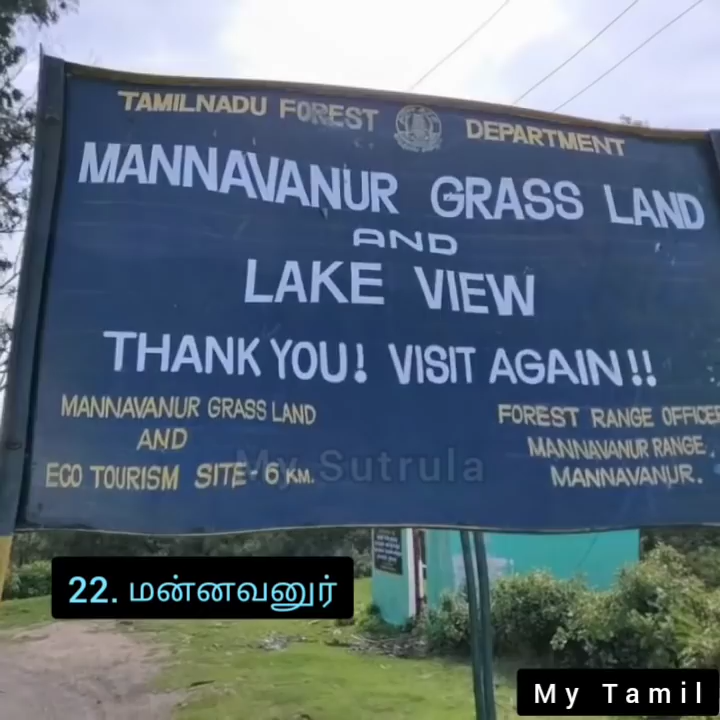 TAMILNADU FOREST DEPARTMENT
MANNAVANUR GRASS LAND
AND
LAKE VIEW
THANK YOU! VISIT AGAIN!!
MANNAVANUR GRASS LAND
AND
ECO TOURISM SITE - 6 KM.
FOREST RANGE OFFICER
MANNAVANUR RANGE,
MANNAVANUR.
My Sutrula
22. மன்னவனுர்
My Tamil